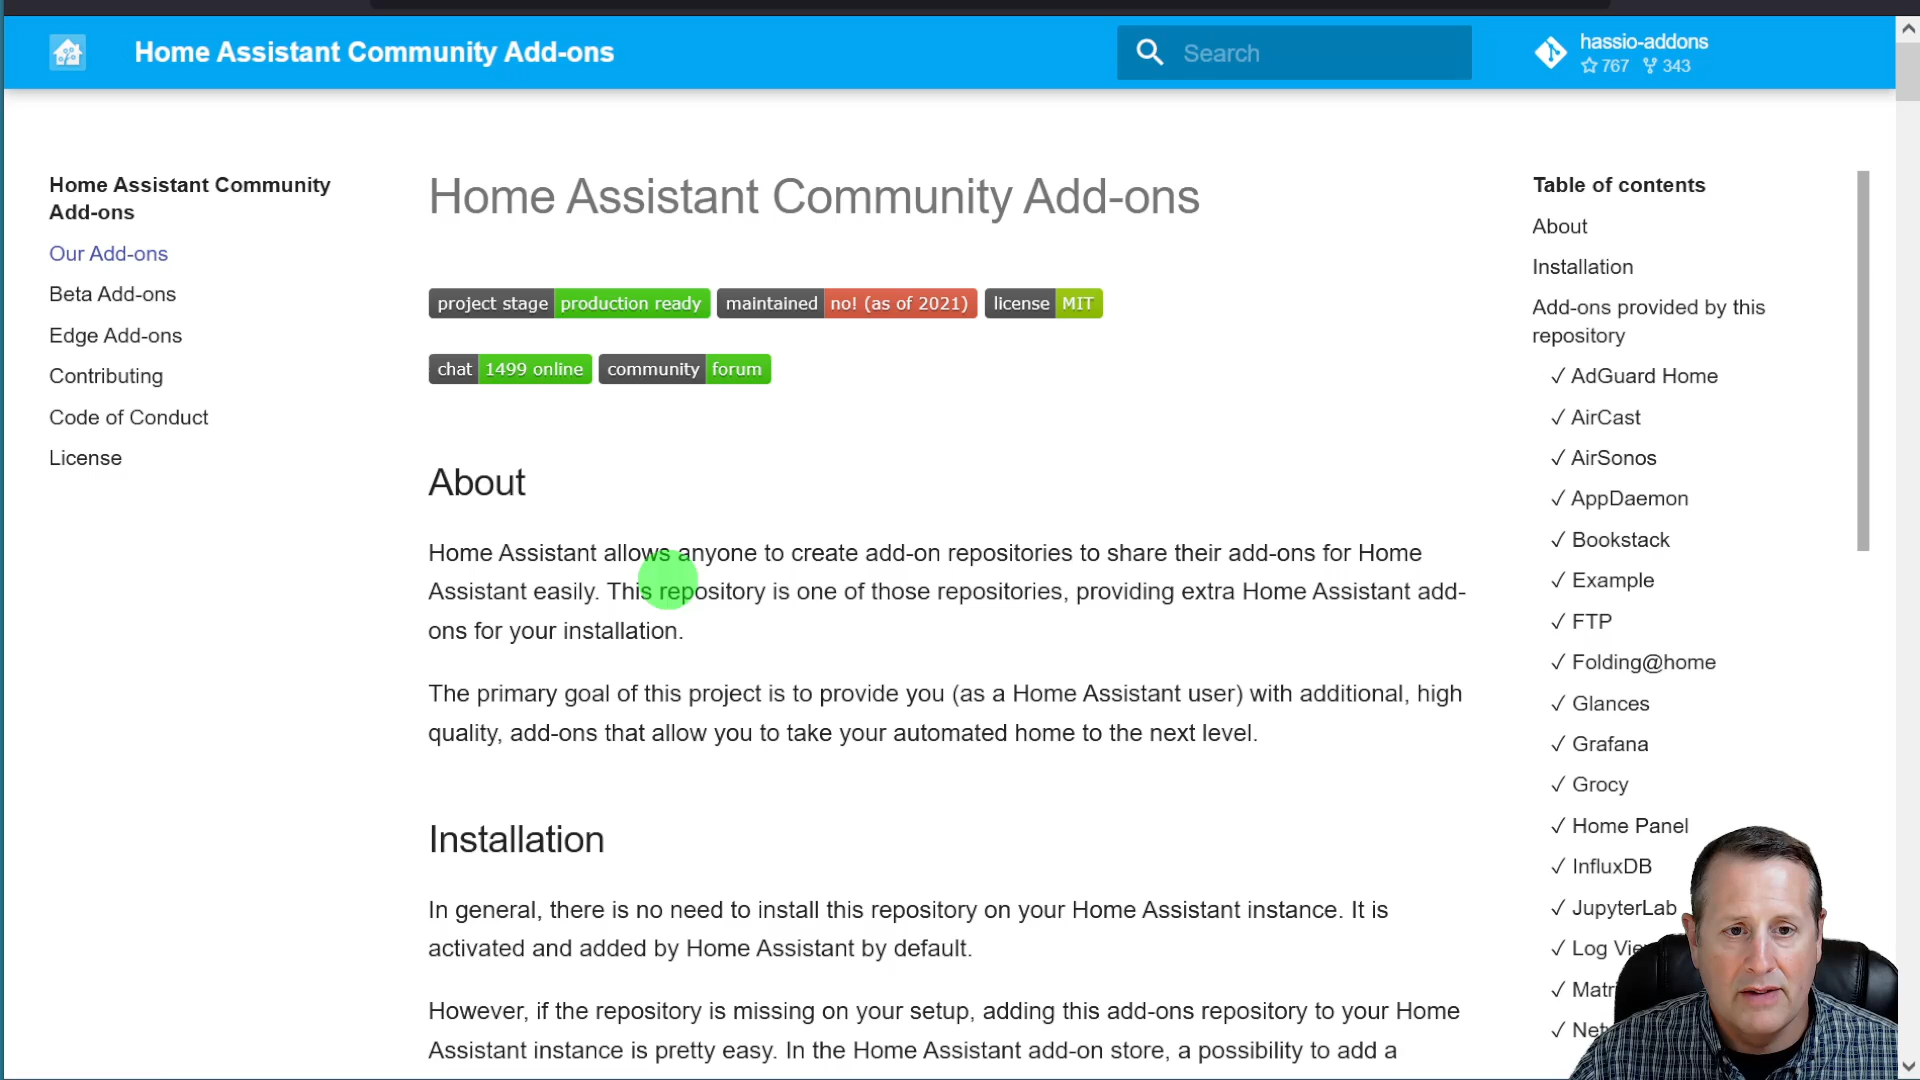 Home Assistant Community Add-ons
Search
hassio-addons
767 343
Home Assistant Community
Add-ons
Our Add-ons
Beta Add-ons
Edge Add-ons
Contributing
Code of Conduct
License
Home Assistant Community Add-ons
project stage production ready maintained no! (as of 2021) license MIT
chat 1499 online community forum
About
Home Assistant allows anyone to create add-on repositories to share their add-ons for Home
Assistant easily. This repository is one of those repositories, providing extra Home Assistant add-
ons for your installation.
The primary goal of this project is to provide you (as a Home Assistant user) with additional, high
quality, add-ons that allow you to take your automated home to the next level.
Installation
In general, there is no need to install this repository on your Home Assistant instance. It is
activated and added by Home Assistant by default.
However, if the repository is missing on your setup, adding this add-ons repository to your Home
Assistant instance is pretty easy. In the Home Assistant add-on store, a possibility to add a
Table of contents
About
Installation
Add-ons provided by this
repository
✓ AdGuard Home
✓ AirCast
✓ AirSonos
✓ AppDaemon
✓ Bookstack
✓ Example
✓ FTP
✓ Folding@home
✓ Glances
✓ Grafana
✓ Grocy
✓ Home Panel
✓ InfluxDB
✓ JupyterLab
✓ Log
✓
✓